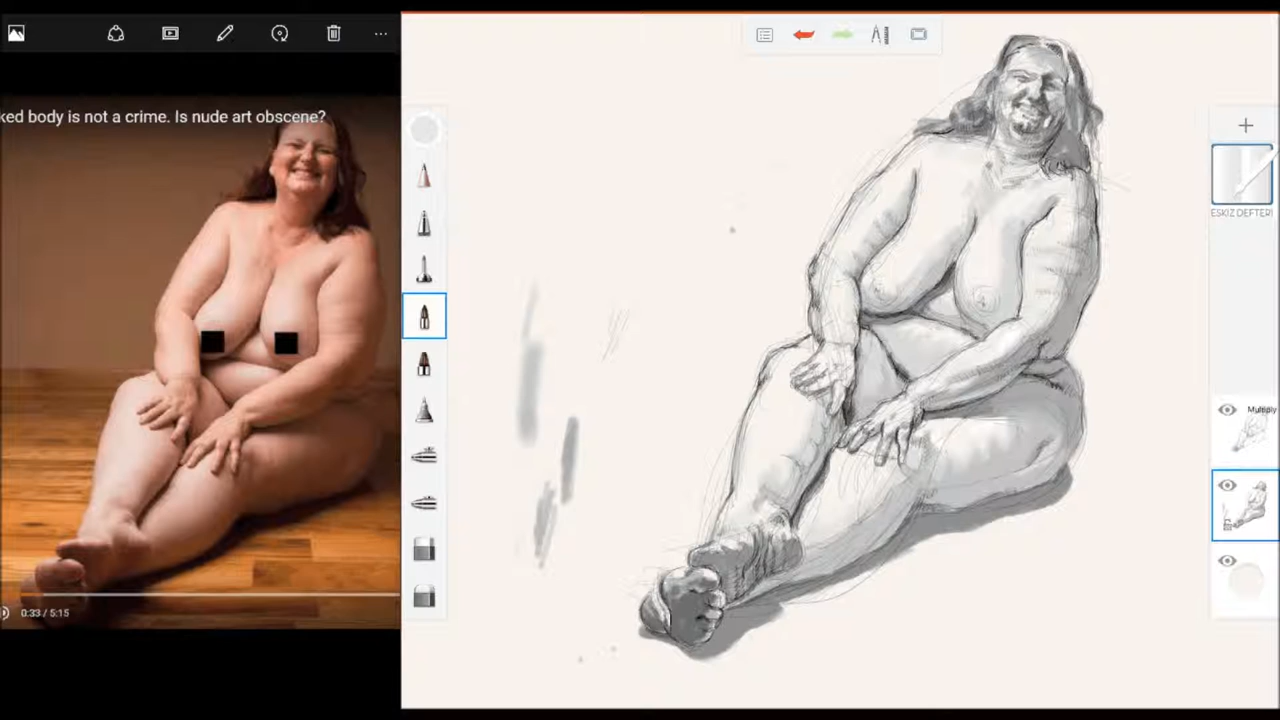 ked body is not a crime. Is nude art obscene?
ESKIZ DEFTERI
Multiply
0:33 / 5:15